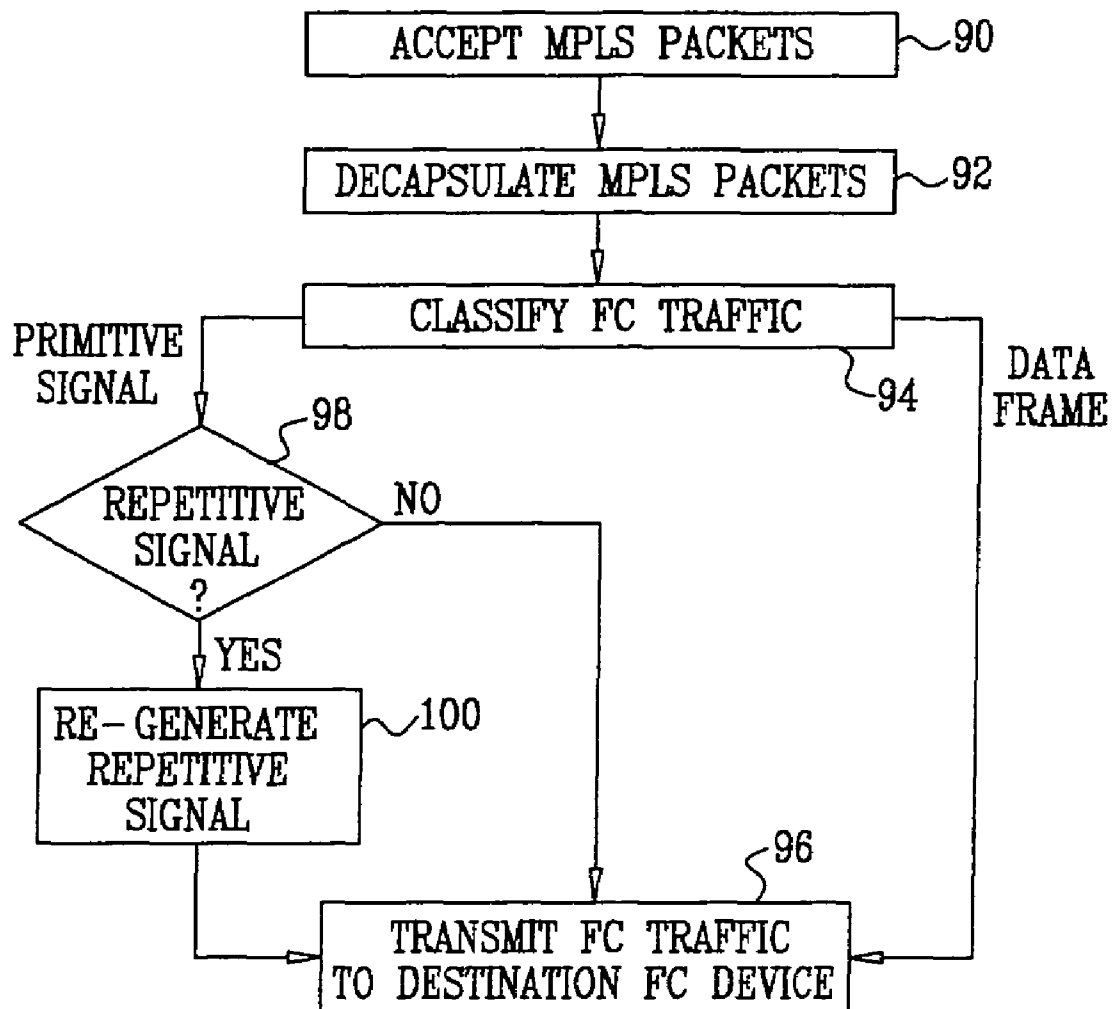 ACCEPT MPLS PACKETS
90
DECAPSULATE MPLS PACKETS
92
CLASSIFY FC TRAFFIC
94
PRIMITIVE
SIGNAL
DATA
FRAME
98
REPETITIVE
SIGNAL
?
NO
YES
RE-GENERATE
REPETITIVE
SIGNAL
100
96
TRANSMIT FC TRAFFIC
TO DESTINATION FC DEVICE